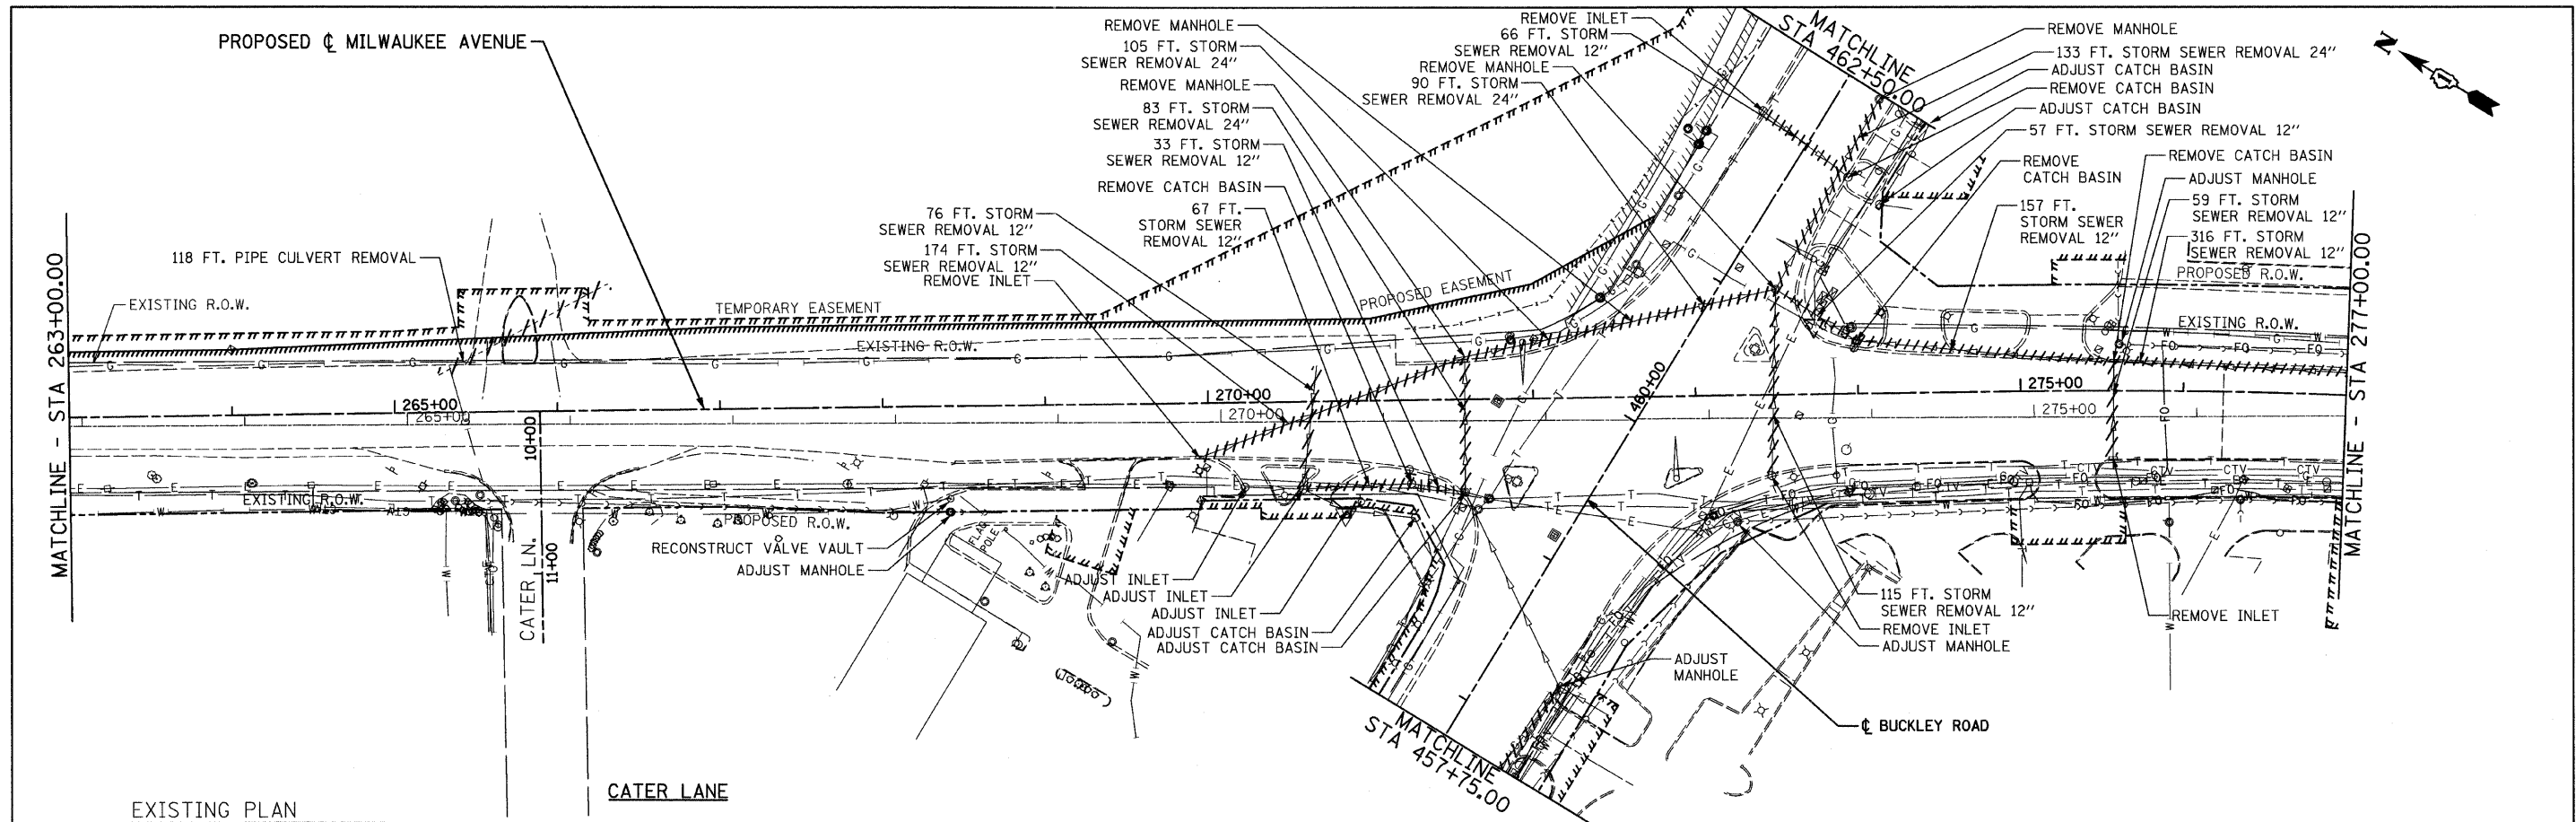 PROPOSED ℄ MILWAUKEE AVENUE
REMOVE MANHOLE
105 FT. STORM
SEWER REMOVAL 24"
REMOVE MANHOLE
83 FT. STORM
SEWER REMOVAL 24"
33 FT. STORM
SEWER REMOVAL 12"
REMOVE CATCH BASIN
67 FT.
STORM SEWER
REMOVAL 12"
76 FT. STORM
SEWER REMOVAL 12"
174 FT. STORM
SEWER REMOVAL 12"
REMOVE INLET
REMOVE INLET
66 FT. STORM
SEWER REMOVAL 12"
REMOVE MANHOLE
90 FT. STORM
SEWER REMOVAL 24"
MATCHLINE
STA 462+50.00
REMOVE MANHOLE
133 FT. STORM SEWER REMOVAL 24"
ADJUST CATCH BASIN
REMOVE CATCH BASIN
ADJUST CATCH BASIN
57 FT. STORM SEWER REMOVAL 12"
REMOVE
CATCH BASIN
REMOVE CATCH BASIN
ADJUST MANHOLE
157 FT.
STORM SEWER
REMOVAL 12"
59 FT. STORM
SEWER REMOVAL 12"
316 FT. STORM
SEWER REMOVAL 12"
PROPOSED R.O.W.
EXISTING R.O.W.
N
118 FT. PIPE CULVERT REMOVAL
EXISTING R.O.W.
TEMPORARY EASEMENT
PROPOSED EASEMENT
EXISTING R.O.W.
MATCHLINE - STA 263+00.00
MATCHLINE - STA 277+00.00
265+00
265+00
270+00
270+00
460+00
275+00
275+00
10+00
11+00
CATER LN.
EXISTING R.O.W.
PROPOSED R.O.W.
RECONSTRUCT VALVE VAULT
ADJUST MANHOLE
FLAG
POLE
ADJUST INLET
ADJUST INLET
ADJUST INLET
ADJUST CATCH BASIN
ADJUST CATCH BASIN
115 FT. STORM
SEWER REMOVAL 12"
REMOVE INLET
ADJUST MANHOLE
REMOVE INLET
ADJUST
MANHOLE
℄ BUCKLEY ROAD
MATCHLINE
STA 457+75.00
CATER LANE
EXISTING PLAN